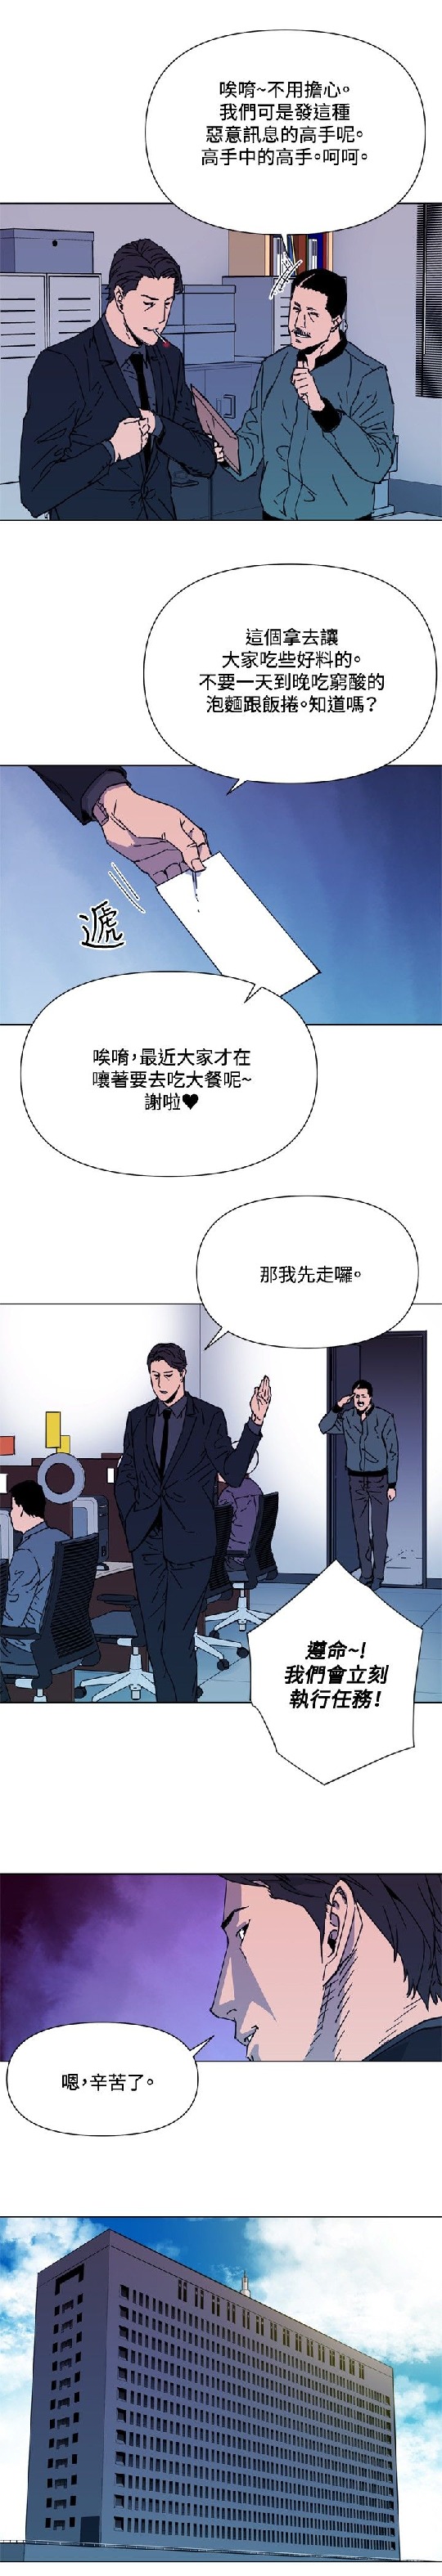 唉唷~不用擔心。
我們可是發這種
惡意訊息的高手呢。
高手中的高手。呵呵。
這個拿去讓
大家吃些好料的。
不要一天到晚吃窮酸的
泡麵跟飯捲。知道嗎？
遞
唉唷，最近大家才在
嚷著要去吃大餐呢~
謝啦♥
那我先走囉。
遵命~!
我們會立刻
執行任務!
嗯，辛苦了。